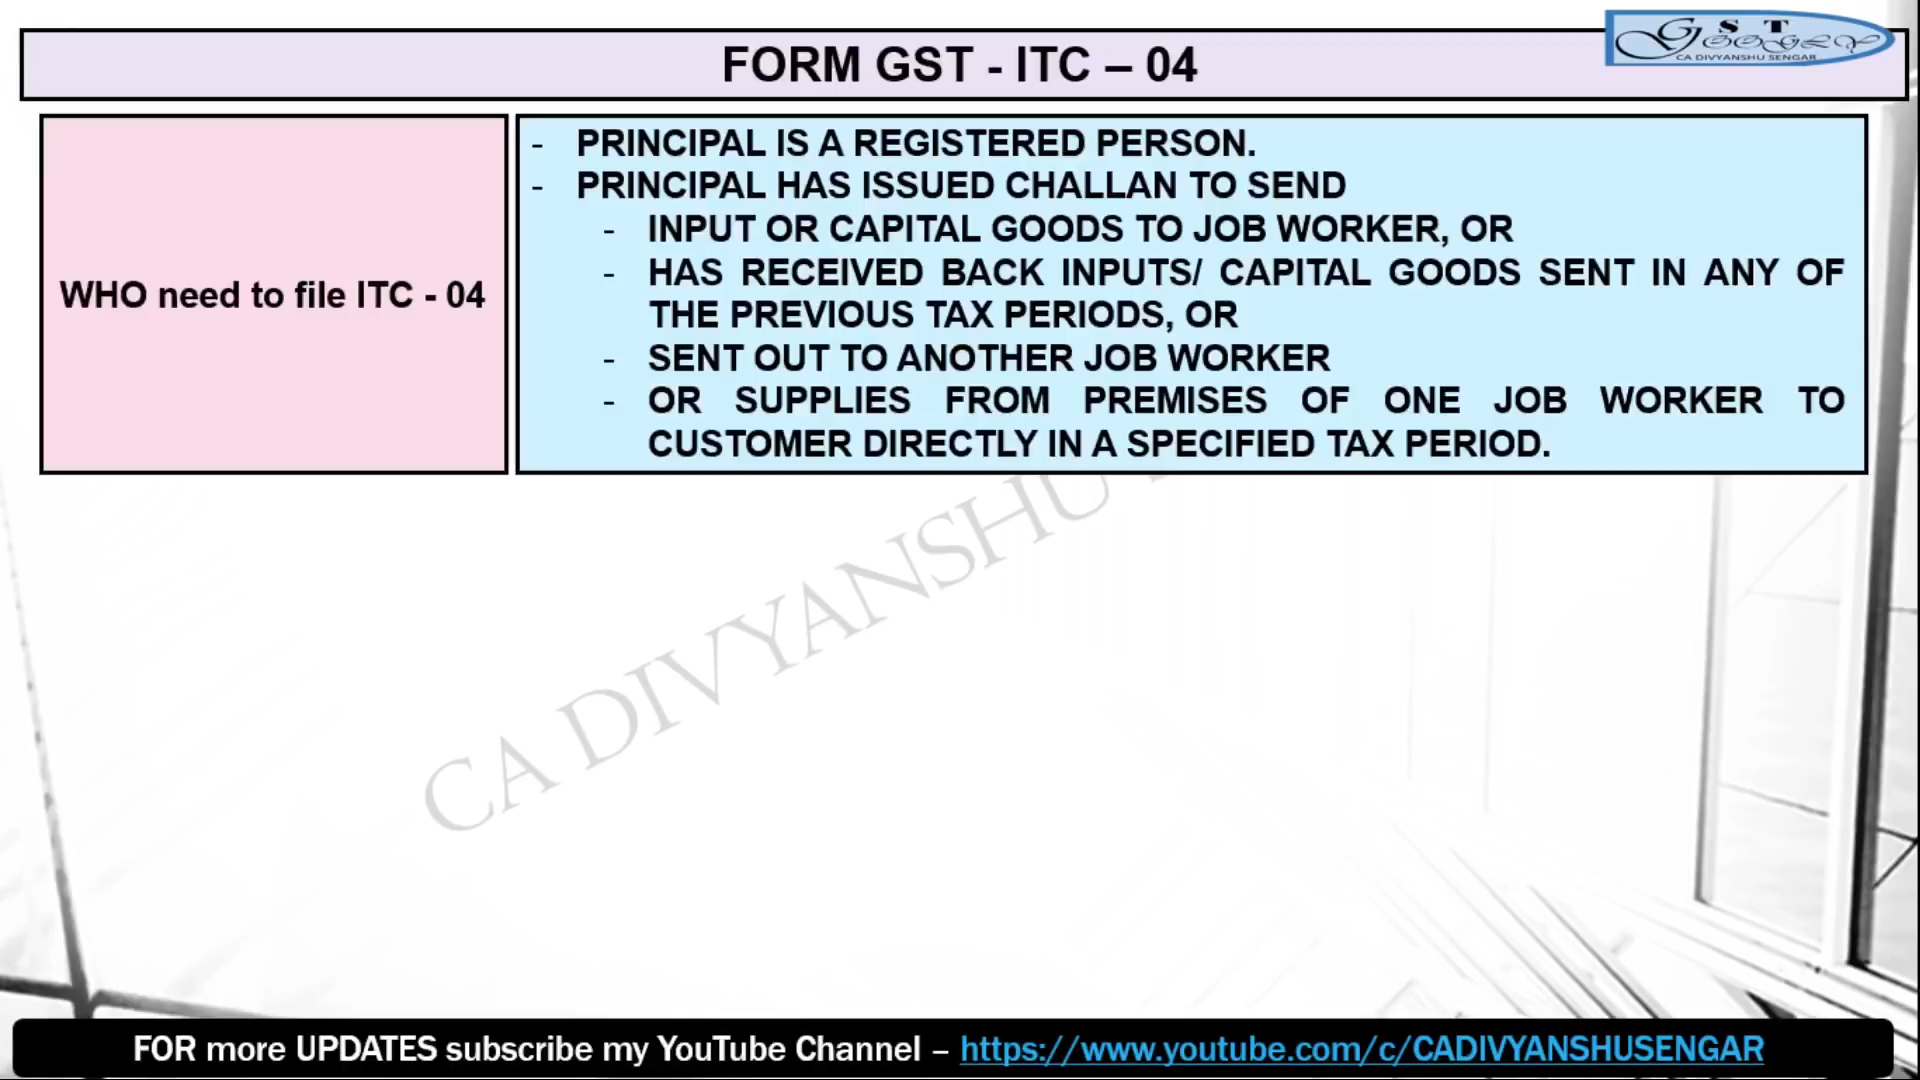 FORM GST - ITC – 04
GST
GOOGLY
CA DIVYANSHU SENGAR
WHO need to file ITC - 04
- PRINCIPAL IS A REGISTERED PERSON.
- PRINCIPAL HAS ISSUED CHALLAN TO SEND
- INPUT OR CAPITAL GOODS TO JOB WORKER, OR
- HAS RECEIVED BACK INPUTS/ CAPITAL GOODS SENT IN ANY OF
THE PREVIOUS TAX PERIODS, OR
- SENT OUT TO ANOTHER JOB WORKER
- OR SUPPLIES FROM PREMISES OF ONE JOB WORKER TO
CUSTOMER DIRECTLY IN A SPECIFIED TAX PERIOD.
CA DIVYANSHU
FOR more UPDATES subscribe my YouTube Channel – https://www.youtube.com/c/CADIVYANSHUSENGAR